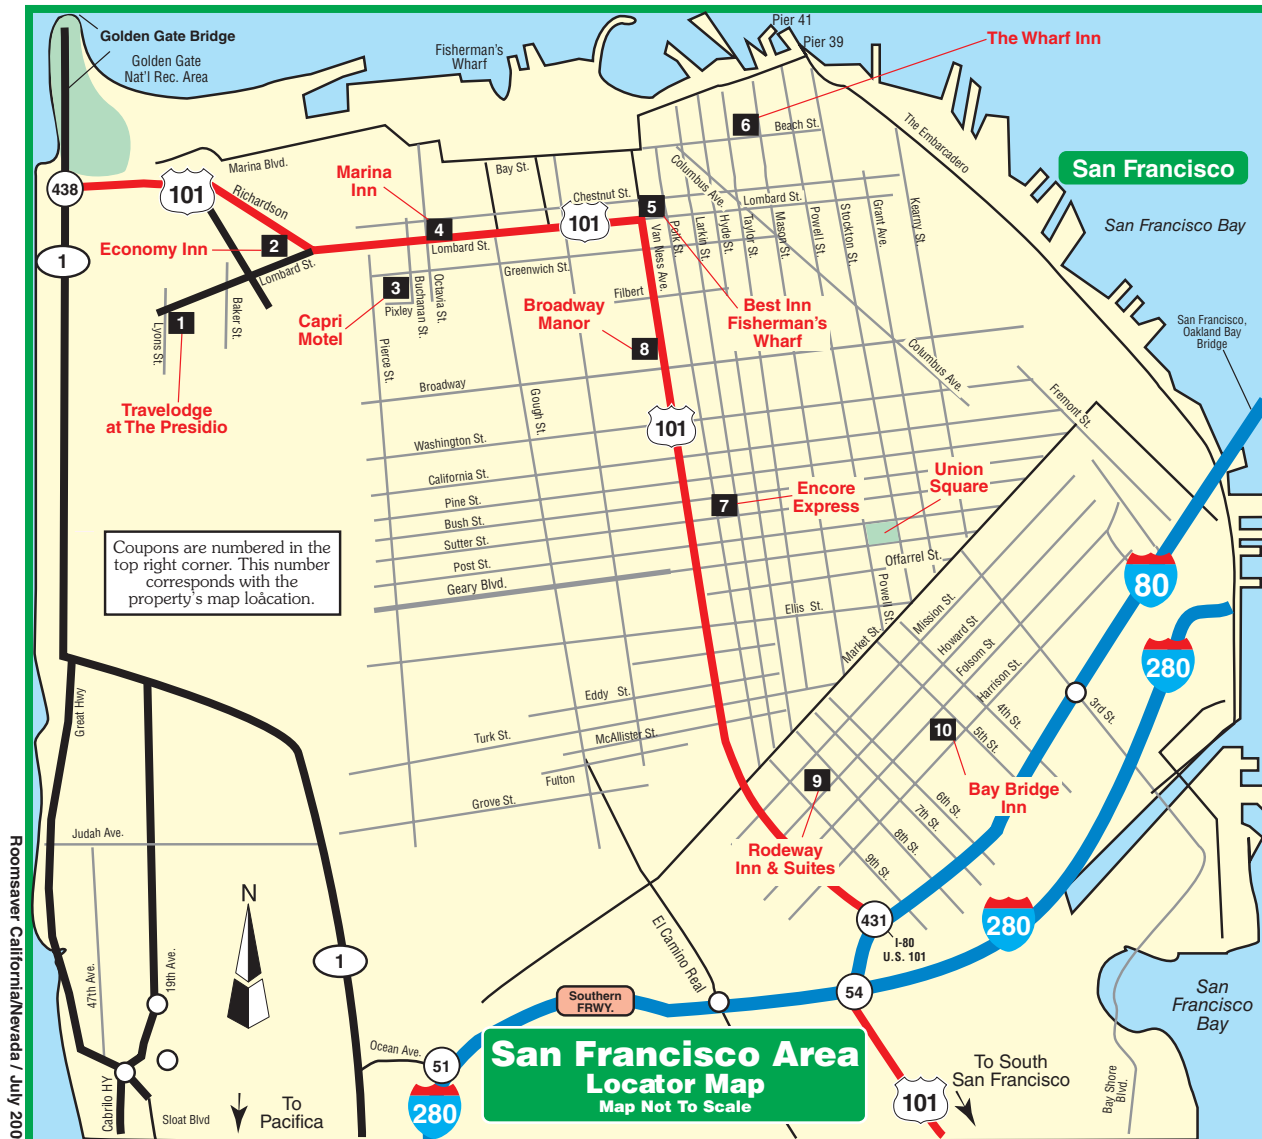 Golden Gate Bridge
Golden Gate
Nat'l Rec. Area
Fisherman's
Wharf
Pier 41
Pier 39
The Wharf Inn
The Embarcadero
San Francisco
San Francisco Bay
San Francisco,
Oakland Bay
Bridge
438
101
1
Marina Blvd.
Richardson
Marina
Inn
Bay St.
Chestnut St.
101
6
Beach St.
Columbus Ave.
Lombard St.
Economy Inn
2
4
5
Lombard St.
Lombard St.
Greenwich St.
Filbert
Van Ness Ave.
Polk St.
Larkin St.
Hyde St.
Taylor St.
Mason St.
Powell St.
Stockton St.
Grant Ave.
Kearny St.
Lyons St.
1
Baker St.
3
Pixley
Buchanan St.
Octavia St.
Capri
Motel
Pierce St.
Broadway
Manor
8
Best Inn
Fisherman's
Wharf
Columbus Ave.
Travelodge
at The Presidio
Broadway
Gough St.
101
Fremont St.
Washington St.
California St.
Pine St.
Bush St.
Sutter St.
Post St.
Geary Blvd.
7
Encore
Express
Union
Square
Offarrel St.
Powell St.
Ellis St.
Market St.
Mission St.
Howard St
Folsom St
Harrison St.
80
280
Coupons are numbered in the
top right corner. This number
corresponds with the
property's map loåcation.
Great Hwy
Eddy St.
Turk St.
McAllister St.
Fulton
Grove St.
3rd St.
4th St.
5th St.
6th St.
7th St.
8th St.
9th St.
10
Bay Bridge
Inn
9
Rodeway
Inn & Suites
Judah Ave.
47th Ave.
19th Ave.
N
1
El Camino Real
431
I-80
U.S. 101
280
54
Southern
FRWY.
San
Francisco
Bay
Ocean Ave.
51
280
San Francisco Area
Locator Map
Map Not To Scale
To South
San Francisco
101
Bay Shore
Blvd.
Cabrilo HY
Sloat Blvd
To
Pacifica
Roomsaver California/Nevada / July 200